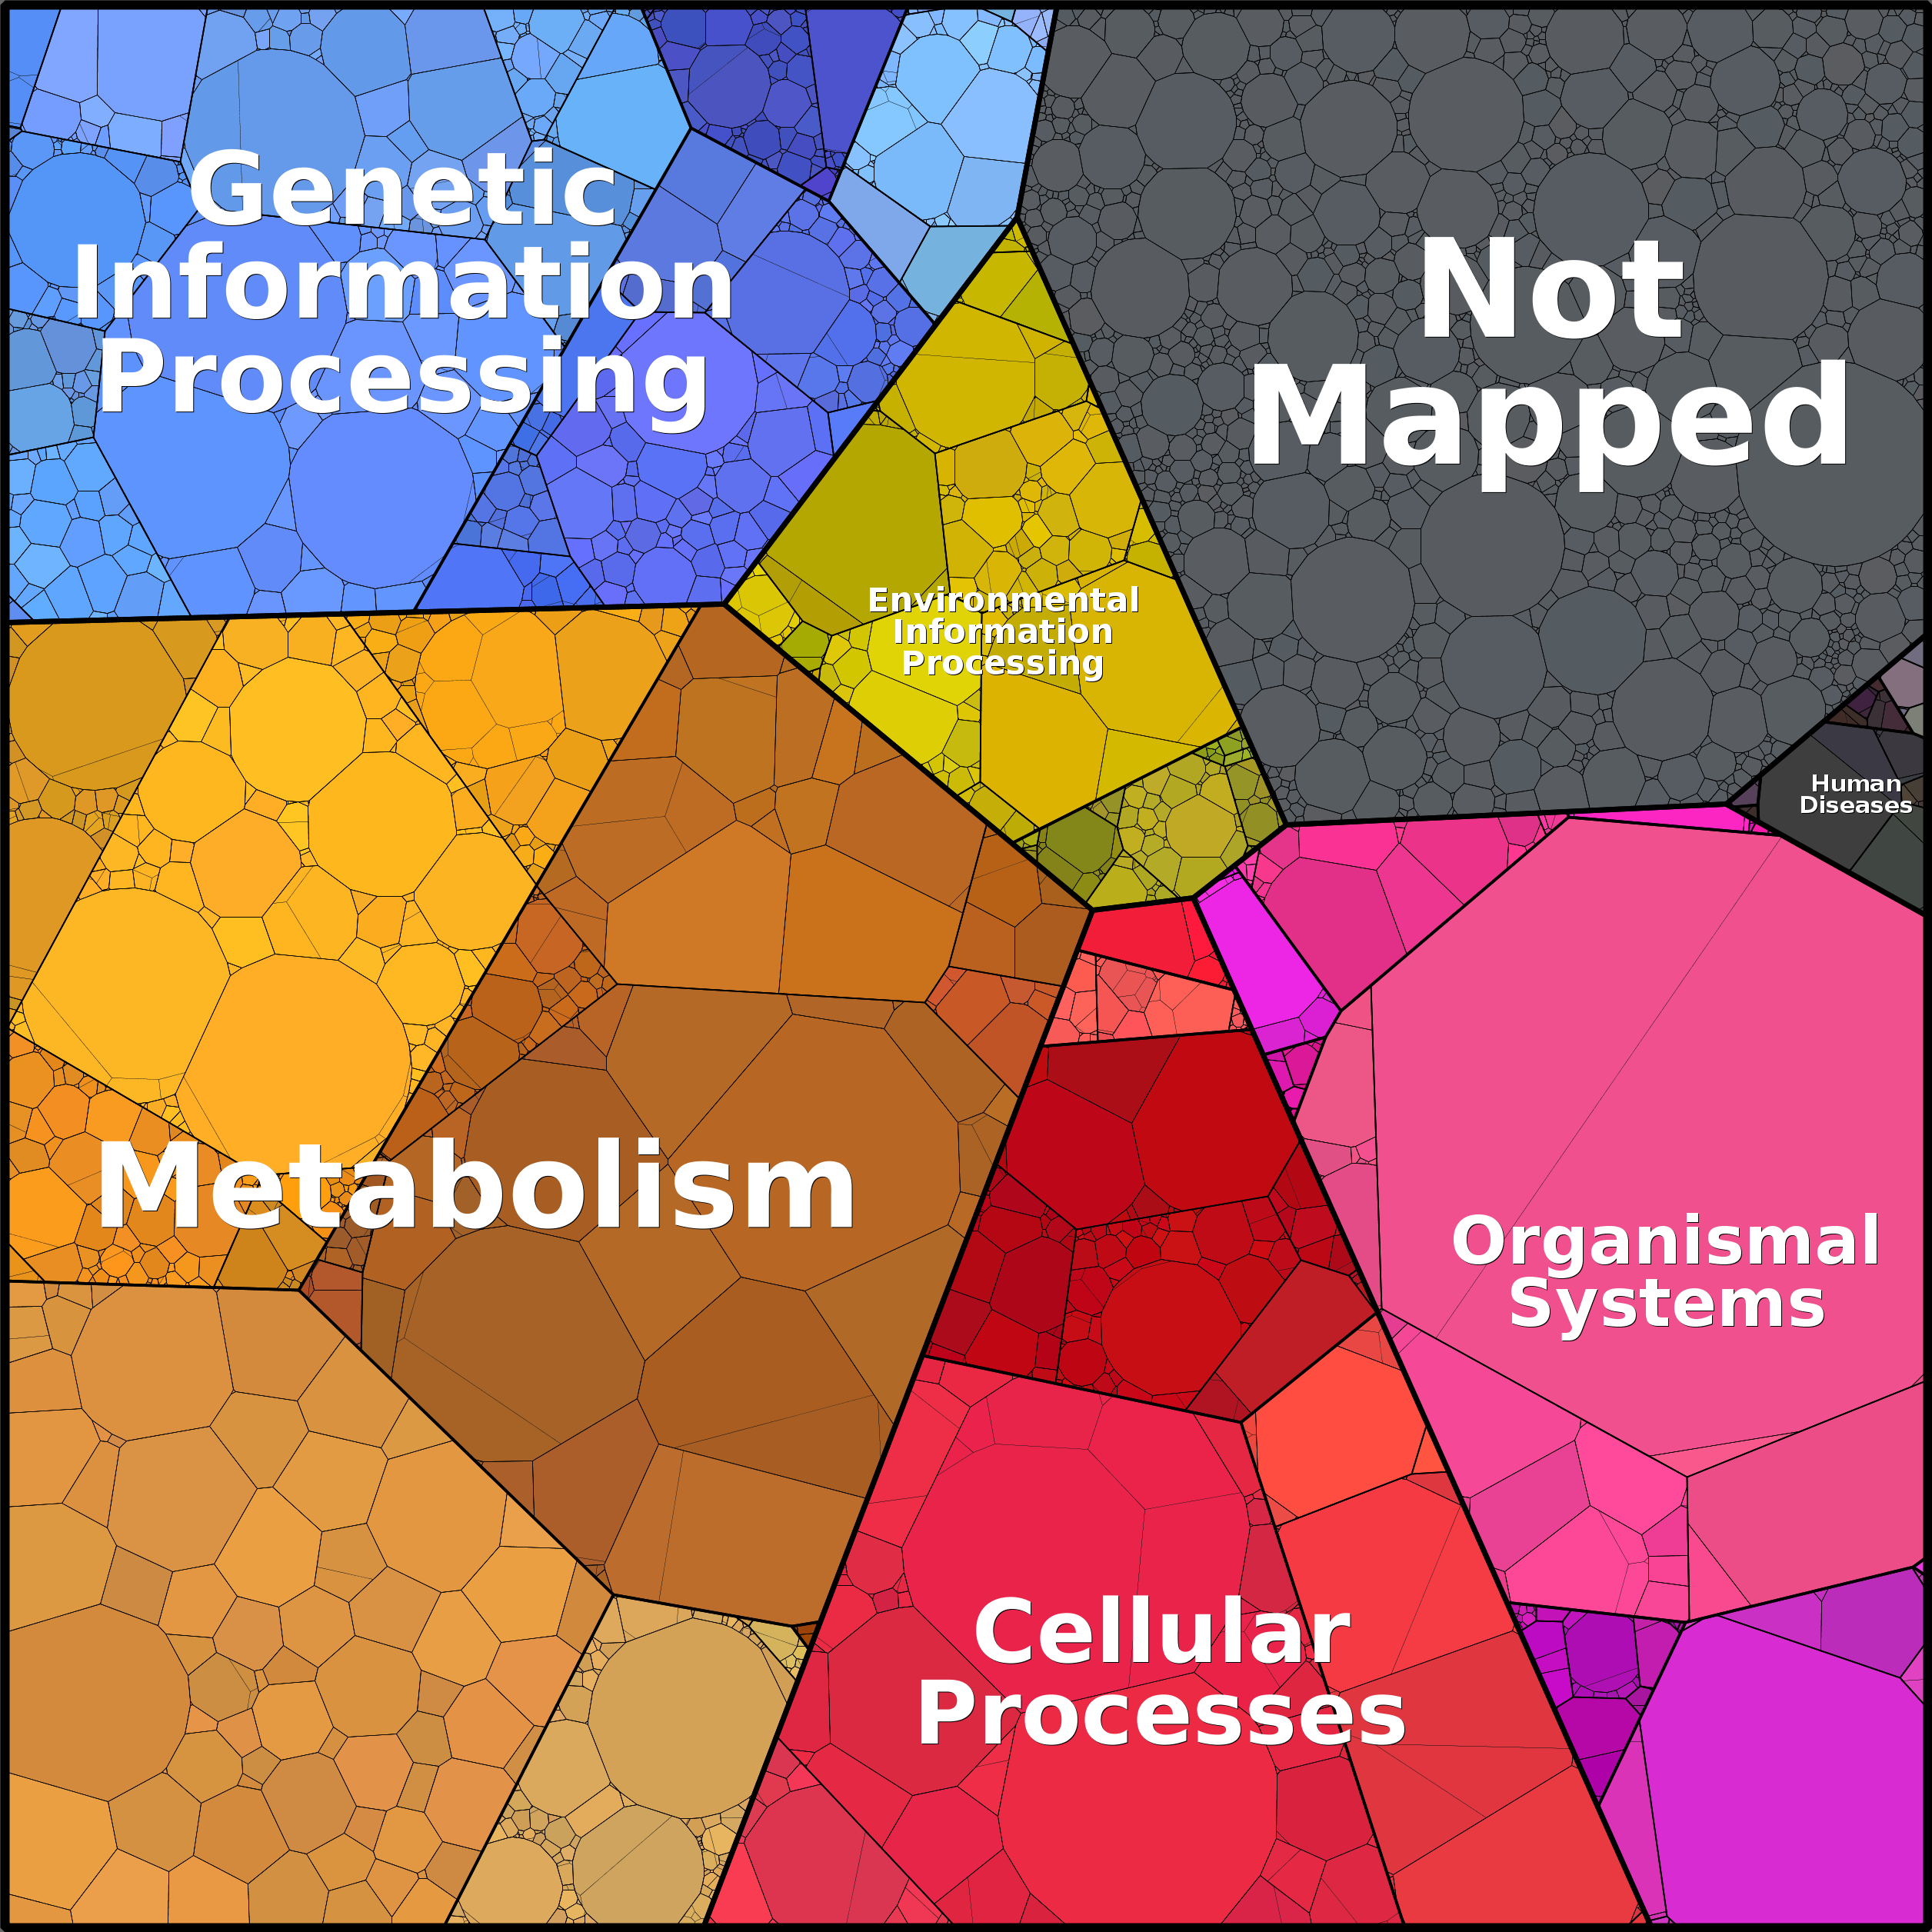 Genetic
Information
Processing
Not
Mapped
Environmental
Information
Processing
Human
Diseases
Metabolism
Organismal
Systems
Cellular
Processes